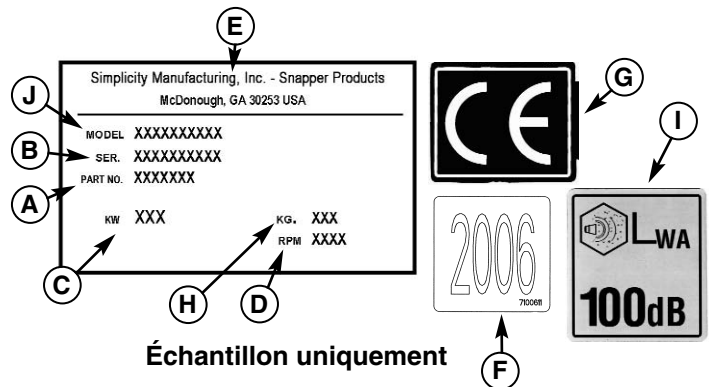 E
Simplicity Manufacturing, Inc. - Snapper Products
McDonough, GA 30253 USA
J
MODEL XXXXXXXXXX
B
SER. XXXXXXXXXX
A
PART NO. XXXXXXX
KW XXX
KG. XXX
RPM XXXX
C
H
D
CE
G
I
2006
7100611
F
LWA
100dB
Échantillon uniquement